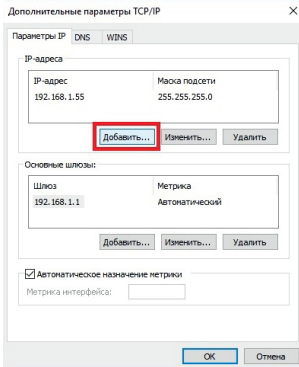 Дополнительные параметры TCP/IP
Параметры IP DNS WINS
IP-адреса
IP-адрес Маска подсети
192.168.1.55 255.255.255.0
Добавить... Изменить... Удалить
Основные шлюзы:
Шлюз Метрика
192.168.1.1 Автоматический
Добавить... Изменить... Удалить
Автоматическое назначение метрики
Метрика интерфейса:
OK Отмена